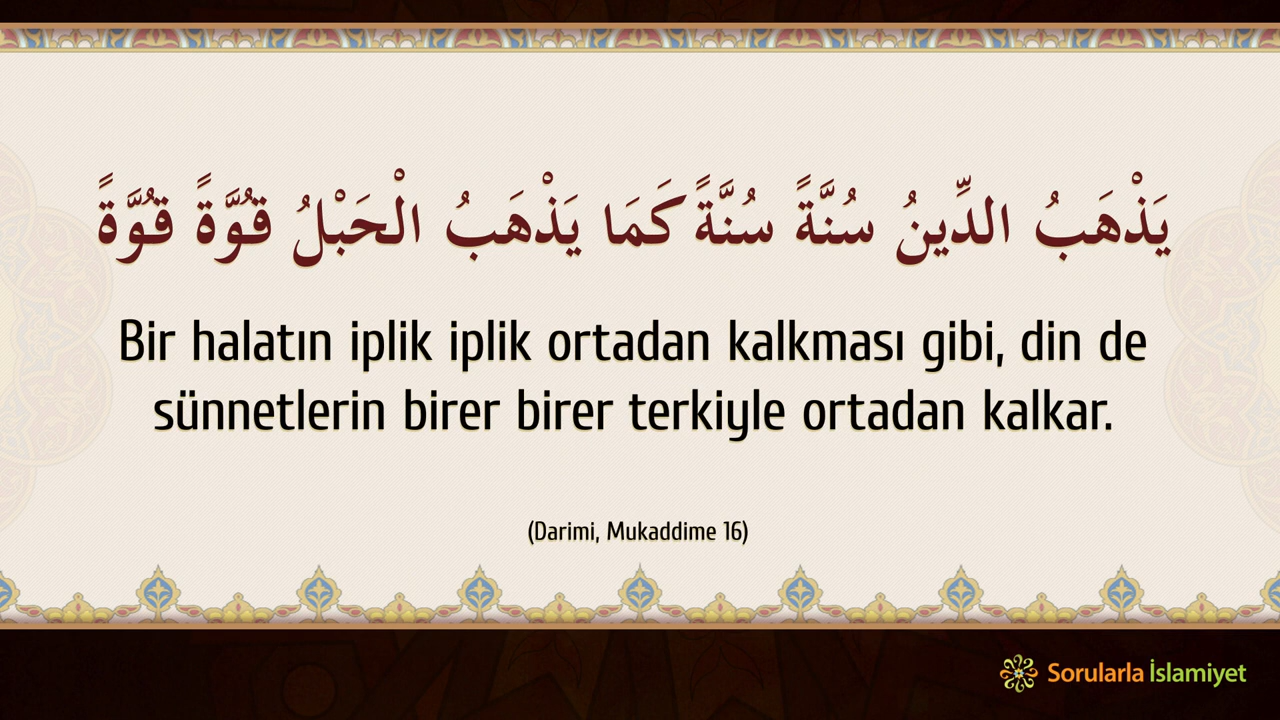 يَذْهَبُ الدِّينُ سُنَّةً سُنَّةً كَمَا يَذْهَبُ الْحَبْلُ قُوَّةً قُوَّةً
Bir halatın iplik iplik ortadan kalkması gibi, din de
sünnetlerin birer birer terkiyle ortadan kalkar.
(Darimi, Mukaddime 16)
Sorularla İslamiyet